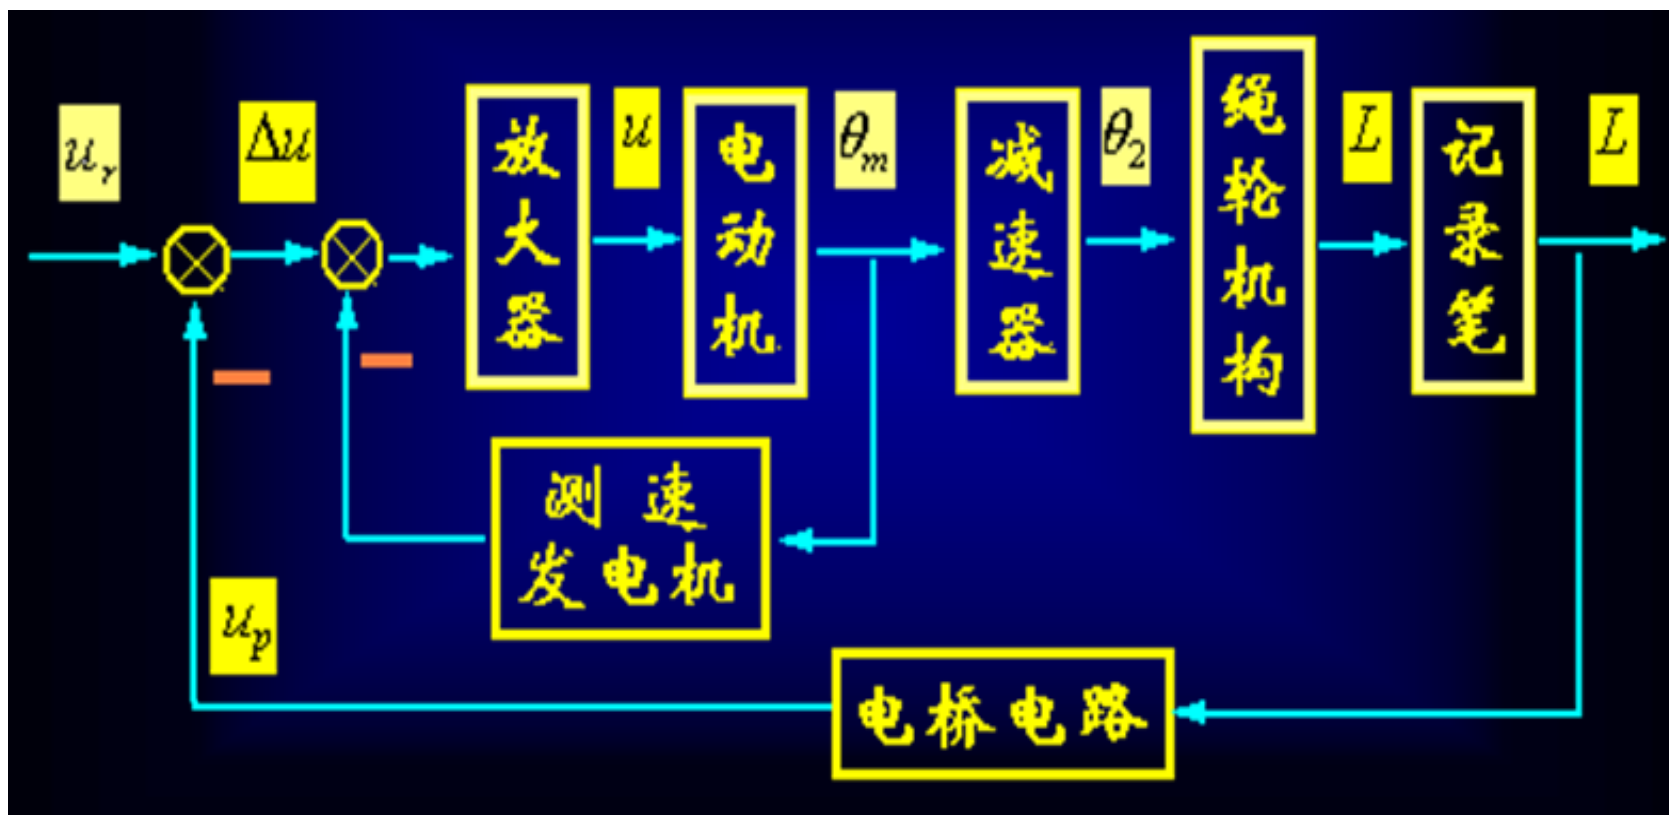 u_r
Δu
放大器
u
电动机
θ_m
减速器
θ_2
绳轮机构
L
记录笔
L
测速
发电机
u_p
电桥电路